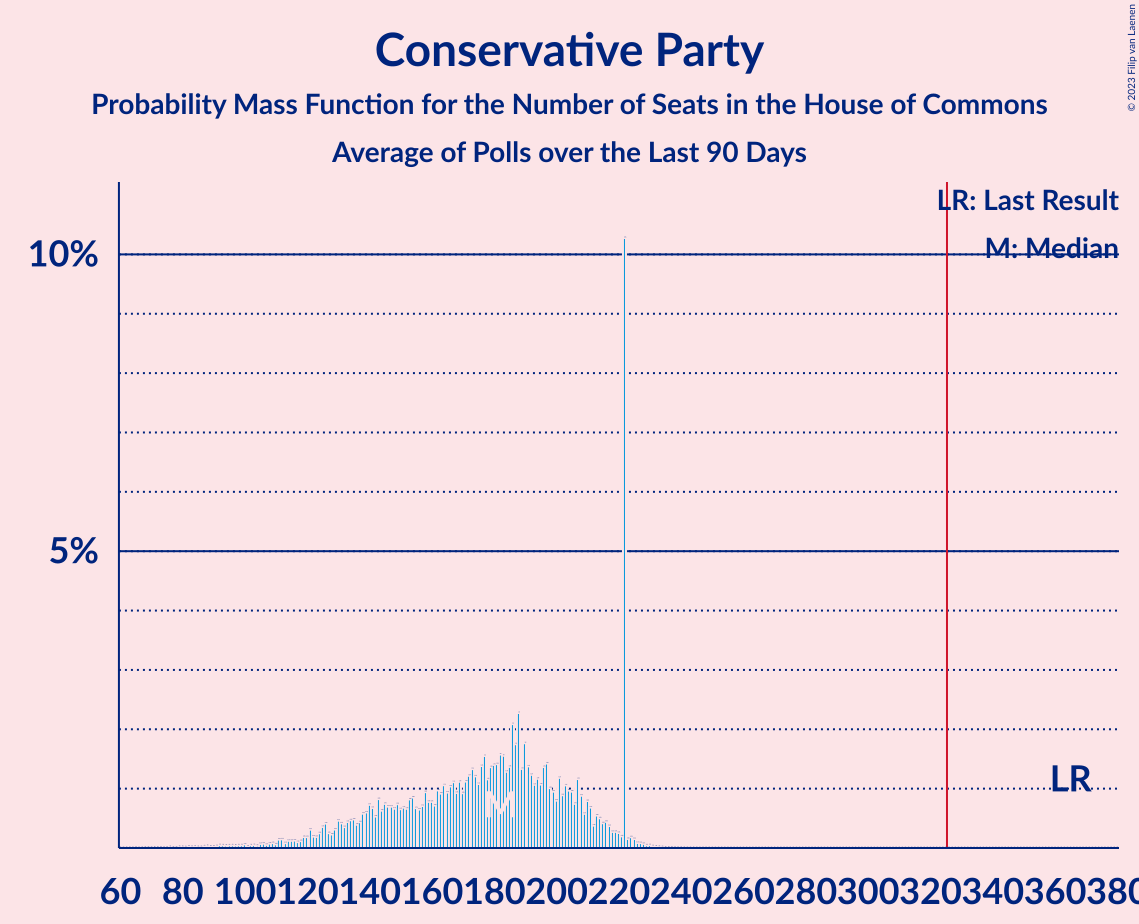 Conservative Party
Probability Mass Function for the Number of Seats in the House of Commons
Average of Polls over the Last 90 Days
© 2023 Filip van Laenen
LR: Last Result
M: Median
10%
5%
LR
M
60 80 100 120 140 160 180 200 220 240 260 280 300 320 340 360 380